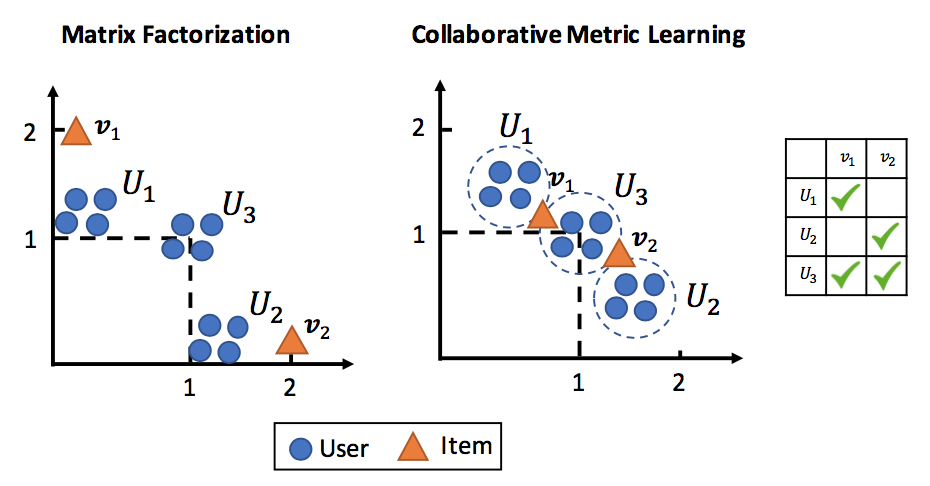 Matrix Factorization
2
v1
U1
U3
1
U2
v2
1
2
Collaborative Metric Learning
2
U1
v1
U3
1
v2
U2
1
2
v1 v2
U1
U2
U3
User Item